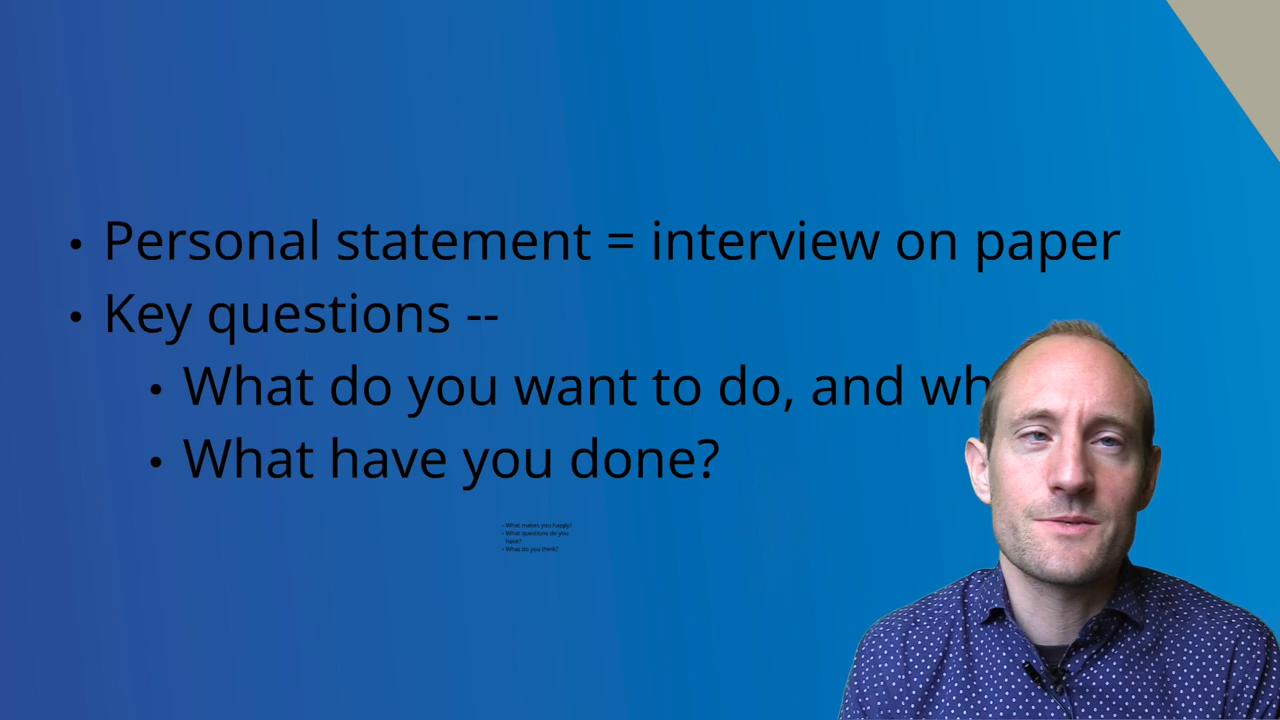 • Personal statement = interview on paper
• Key questions --
• What do you want to do, and wh
• What have you done?
• What makes you happy?
• What questions do you
have?
• What do you think?